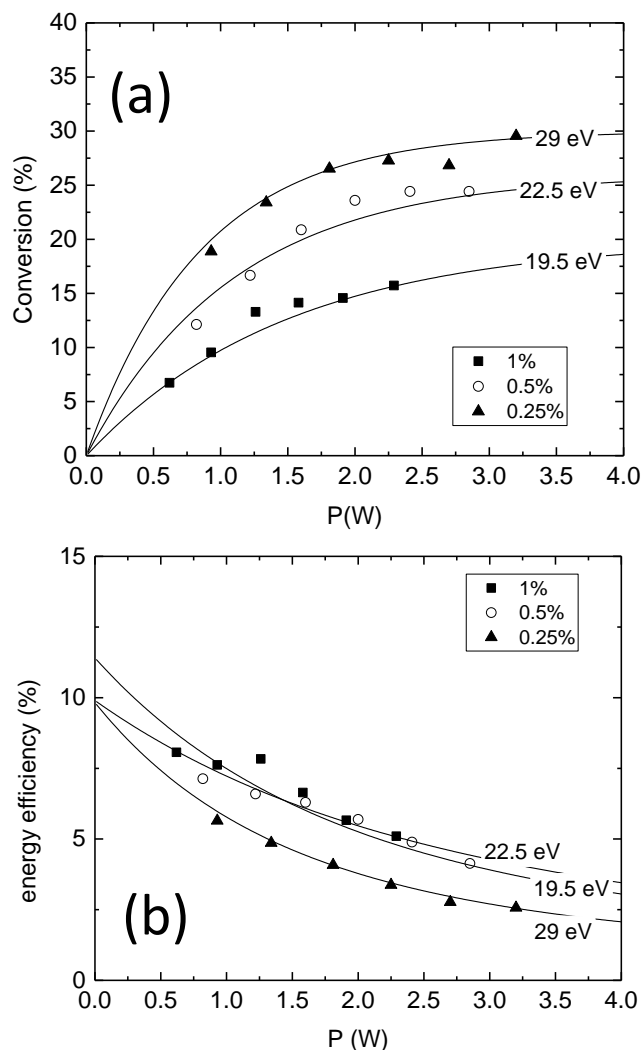 40
35
30
25
20
15
10
5
0
Conversion (%)
(a)
29 eV
22.5 eV
19.5 eV
1%
0.5%
0.25%
0.0 0.5 1.0 1.5 2.0 2.5 3.0 3.5 4.0
P(W)
15
10
5
0
energy efficiency (%)
1%
0.5%
0.25%
22.5 eV
19.5 eV
29 eV
(b)
0.0 0.5 1.0 1.5 2.0 2.5 3.0 3.5 4.0
P (W)